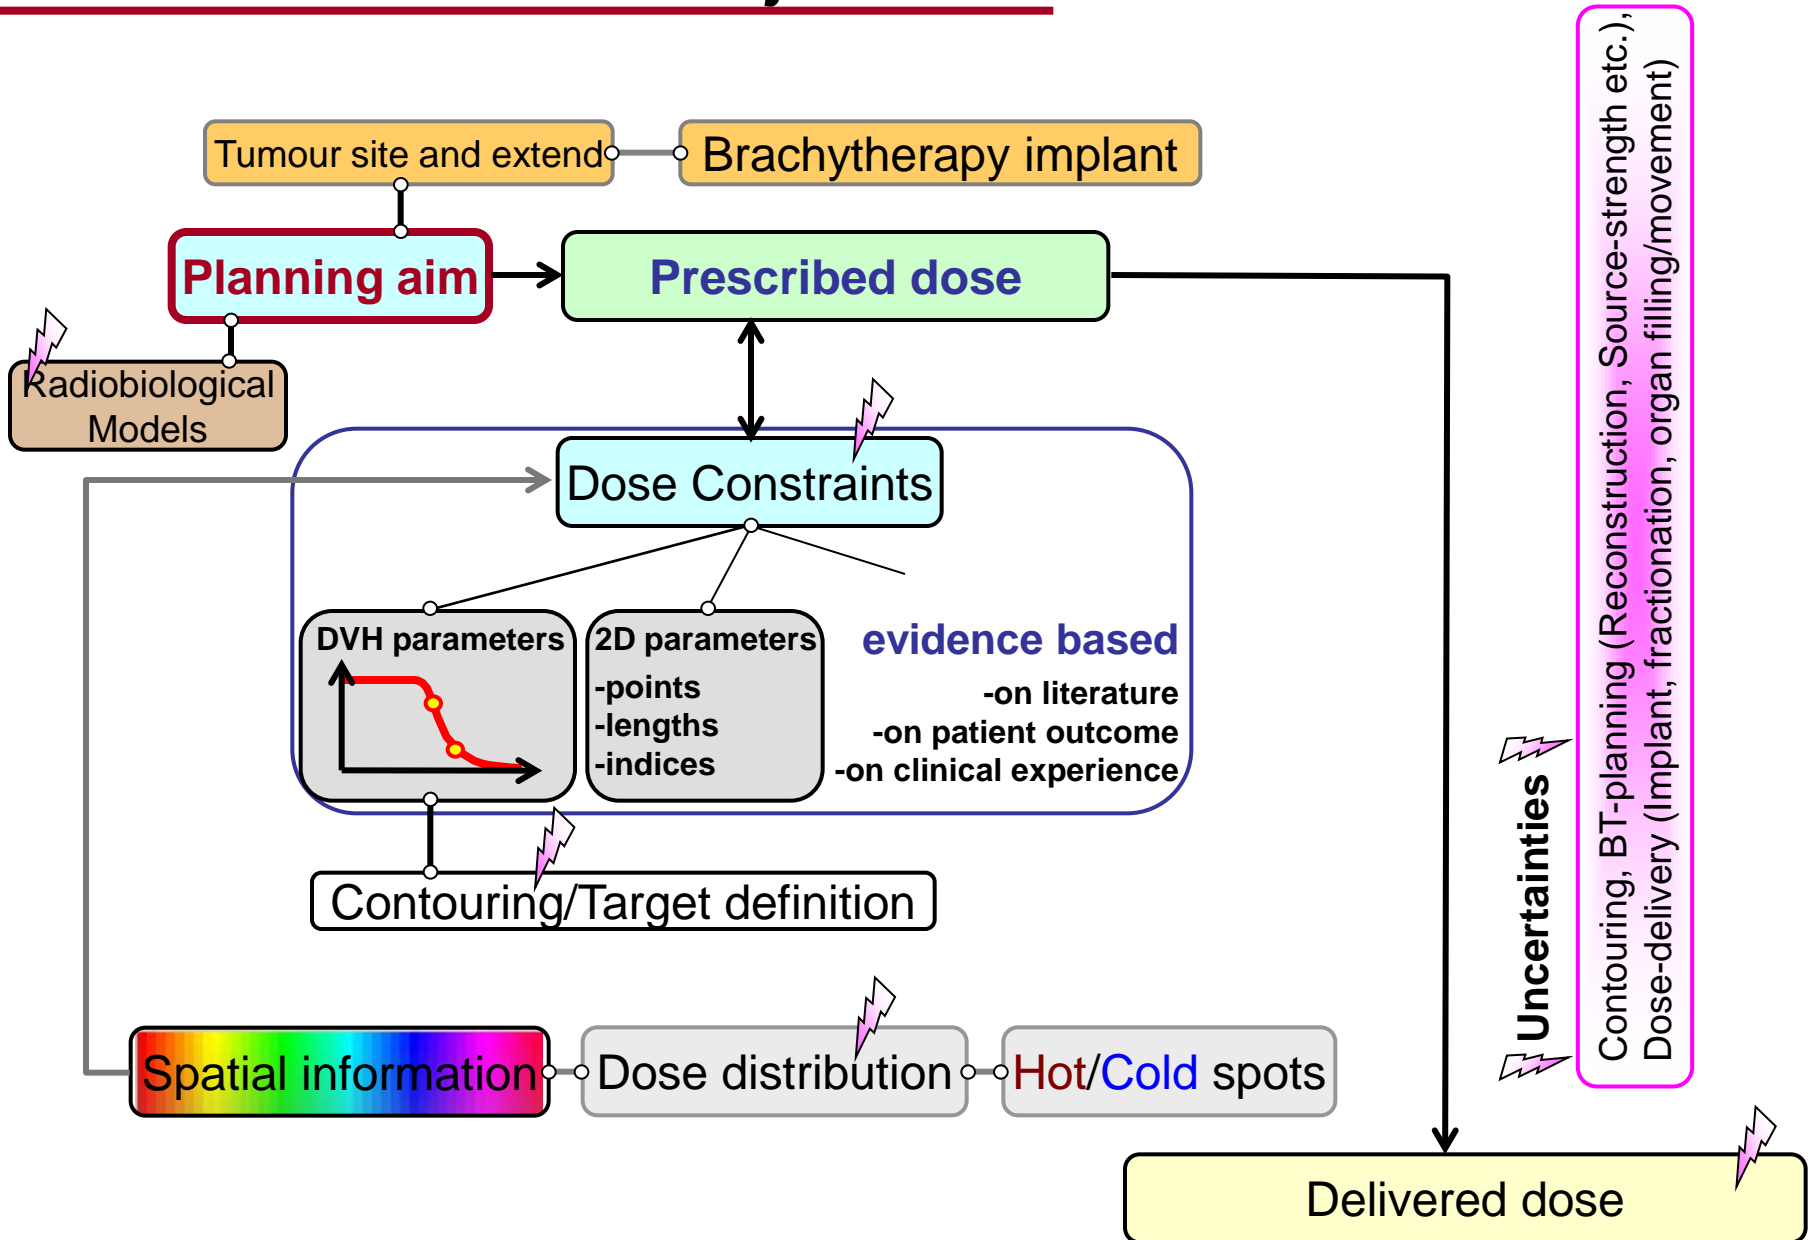 Tumour site and extend
Brachytherapy implant
Planning aim
Prescribed dose
Radiobiological
Models
Dose Constraints
DVH parameters
2D parameters
-points
-lengths
-indices
evidence based
-on literature
-on patient outcome
-on clinical experience
Contouring/Target definition
Spatial information
Dose distribution
Hot/Cold spots
Uncertainties
Contouring, BT-planning (Reconstruction, Source-strength etc.),
Dose-delivery (Implant, fractionation, organ filling/movement)
Delivered dose